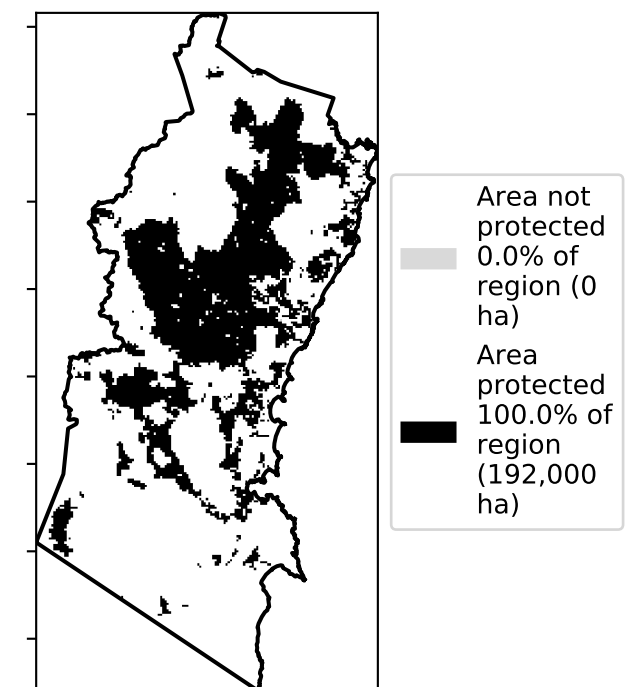 Area not
protected
0.0% of
region (0
ha)
Area
protected
100.0% of
region
(192,000
ha)